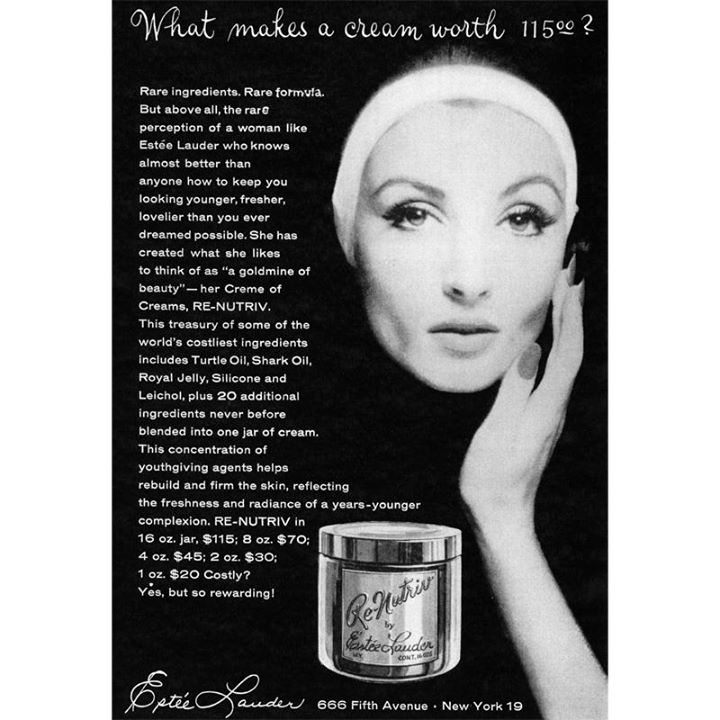 What makes a cream worth 115.00?
Rare ingredients. Rare formula.
But above all, the rare
perception of a woman like
Estée Lauder who knows
almost better than
anyone how to keep you
looking younger, fresher,
lovelier than you ever
dreamed possible. She has
created what she likes
to think of as "a goldmine of
beauty"—her Creme of
Creams, RE-NUTRIV.
This treasury of some of the
world's costliest ingredients
includes Turtle Oil, Shark Oil,
Royal Jelly, Silicone and
Leichol, plus 20 additional
ingredients never before
blended into one jar of cream.
This concentration of
youthgiving agents helps
rebuild and firm the skin, reflecting
the freshness and radiance of a years-younger
complexion. RE-NUTRIV in
16 oz. jar, $115; 8 oz. $70;
4 oz. $45; 2 oz. $30;
1 oz. $20 Costly?
Yes, but so rewarding!
Re-Nutriv
by
Estée Lauder
CONT. 16 OZS
Estée Lauder 666 Fifth Avenue · New York 19